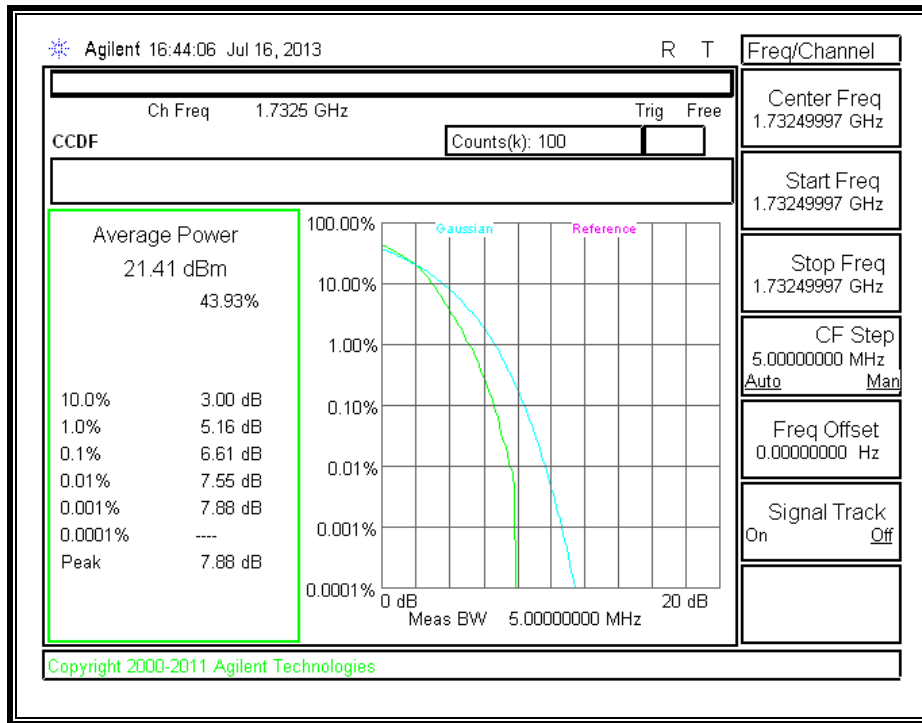 Agilent 16:44:06 Jul 16, 2013 R T
Freq/Channel
Ch Freq 1.7325 GHz Trig Free
CCDF Counts(k): 100
Average Power
21.41 dBm
43.93%
10.0% 3.00 dB
1.0% 5.16 dB
0.1% 6.61 dB
0.01% 7.55 dB
0.001% 7.88 dB
0.0001% ----
Peak 7.88 dB
Gaussian Reference
100.00%
10.00%
1.00%
0.10%
0.01%
0.001%
0.0001%
0 dB 20 dB
Meas BW 5.00000000 MHz
Center Freq
1.73249997 GHz
Start Freq
1.73249997 GHz
Stop Freq
1.73249997 GHz
CF Step
5.00000000 MHz
Auto Man
Freq Offset
0.00000000 Hz
Signal Track
On Off
Copyright 2000-2011 Agilent Technologies